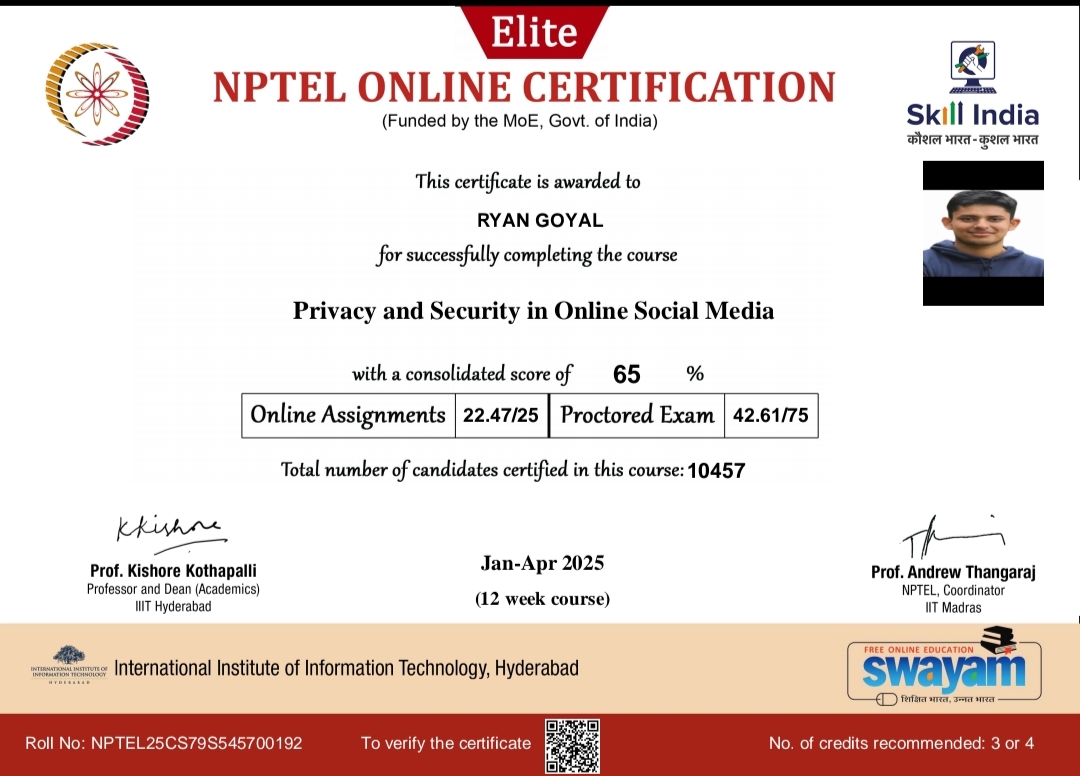 Elite
NPTEL ONLINE CERTIFICATION
(Funded by the MoE, Govt. of India)
Skill India
कौशल भारत - कुशल भारत
This certificate is awarded to
RYAN GOYAL
for successfully completing the course
Privacy and Security in Online Social Media
with a consolidated score of 65 %
Online Assignments 22.47/25 Proctored Exam 42.61/75
Total number of candidates certified in this course: 10457
KKishore
Prof. Kishore Kothapalli
Professor and Dean (Academics)
IIIT Hyderabad
Jan-Apr 2025
(12 week course)
Prof. Andrew Thangaraj
NPTEL, Coordinator
IIT Madras
INTERNATIONAL INSTITUTE OF
INFORMATION TECHNOLOGY
HYDERABAD
International Institute of Information Technology, Hyderabad
FREE ONLINE EDUCATION
swayam
शिक्षित भारत, उन्नत भारत
Roll No: NPTEL25CS79S545700192
To verify the certificate
No. of credits recommended: 3 or 4